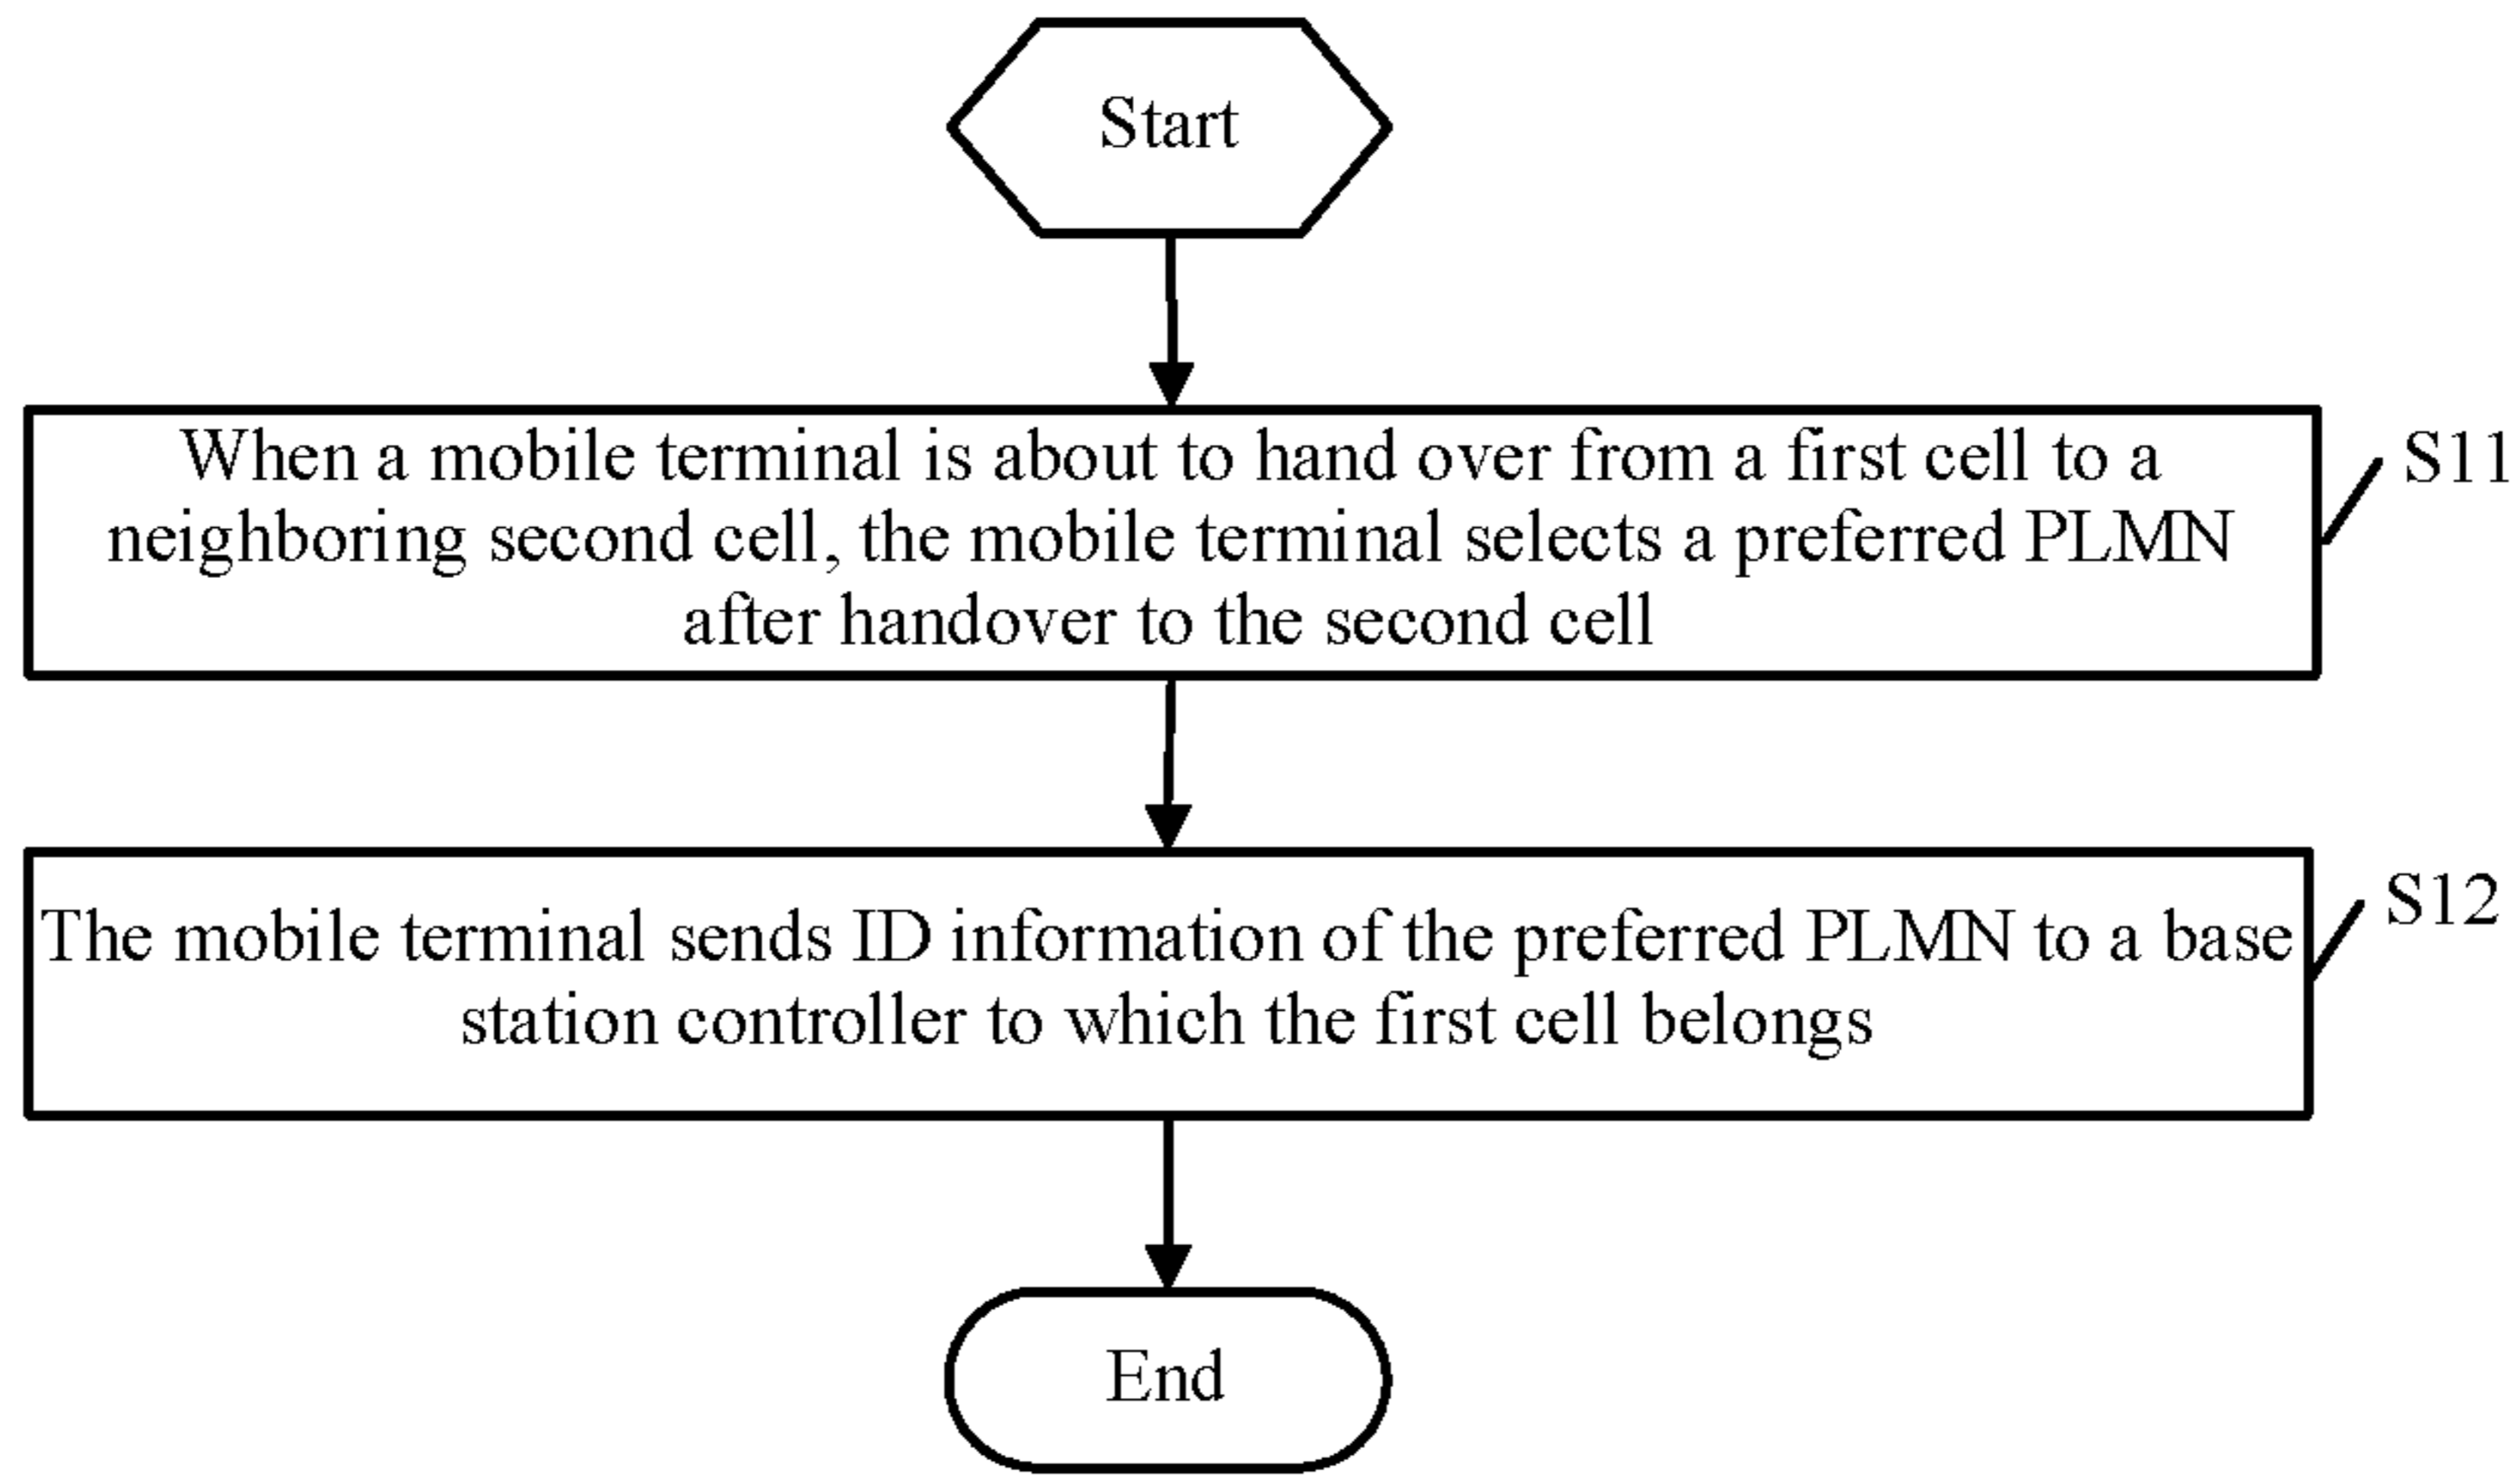 Start
When a mobile terminal is about to hand over from a first cell to a
neighboring second cell, the mobile terminal selects a preferred PLMN
after handover to the second cell
S11
The mobile terminal sends ID information of the preferred PLMN to a base
station controller to which the first cell belongs
S12
End